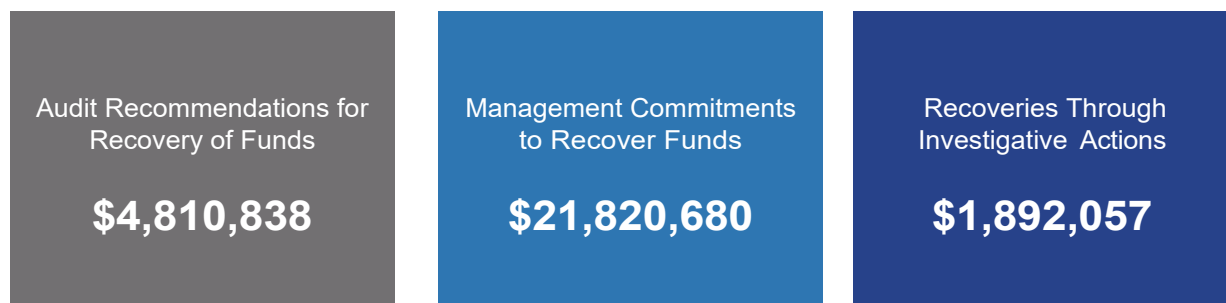 Audit Recommendations for
Recovery of Funds
$4,810,838
Management Commitments
to Recover Funds
$21,820,680
Recoveries Through
Investigative Actions
$1,892,057